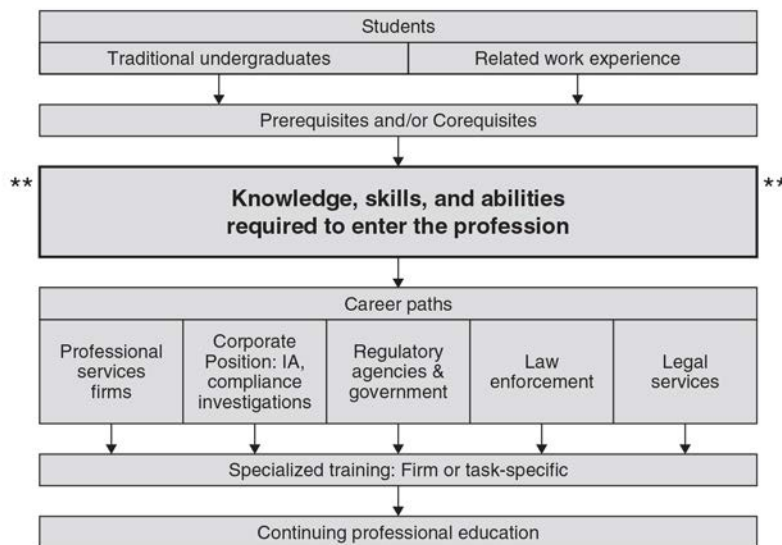 Students
Traditional undergraduates
Related work experience
Prerequisites and/or Corequisites
**
Knowledge, skills, and abilities
required to enter the profession
**
Career paths
Professional
services
firms
Corporate
Position: IA,
compliance
investigations
Regulatory
agencies &
government
Law
enforcement
Legal
services
Specialized training: Firm or task-specific
Continuing professional education